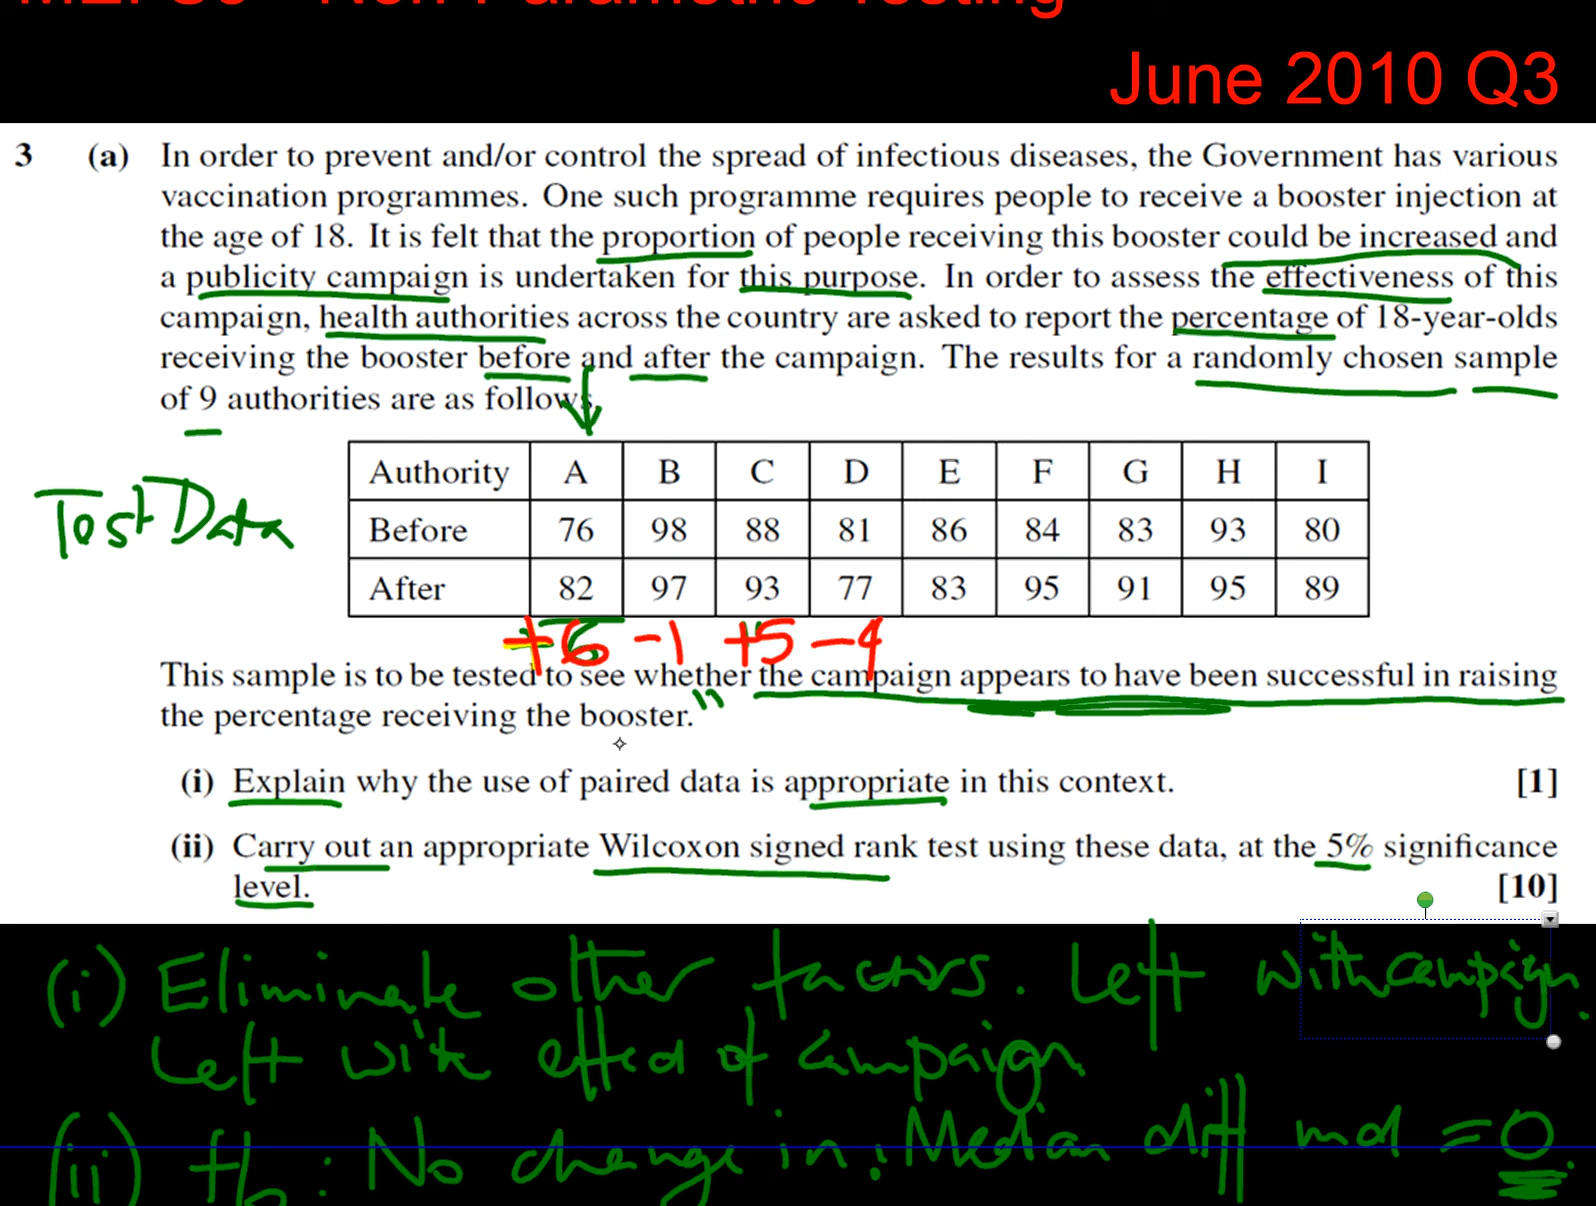 June 2010 Q3
3 (a) In order to prevent and/or control the spread of infectious diseases, the Government has various
vaccination programmes. One such programme requires people to receive a booster injection at
the age of 18. It is felt that the proportion of people receiving this booster could be increased and
a publicity campaign is undertaken for this purpose. In order to assess the effectiveness of this
campaign, health authorities across the country are asked to report the percentage of 18-year-olds
receiving the booster before and after the campaign. The results for a randomly chosen sample
of 9 authorities are as follows.
Authority A B C D E F G H I
Test Data
Before 76 98 88 81 86 84 83 93 80
After 82 97 93 77 83 95 91 95 89
+6 -1 +5 -4
This sample is to be tested to see whether the campaign appears to have been successful in raising
the percentage receiving the booster.
(i) Explain why the use of paired data is appropriate in this context. [1]
(ii) Carry out an appropriate Wilcoxon signed rank test using these data, at the 5% significance
level. [10]
(i) Eliminate other factors. Left with campaign.
Left with effect of campaign
(ii) H0: No change in: Median diff md = 0.